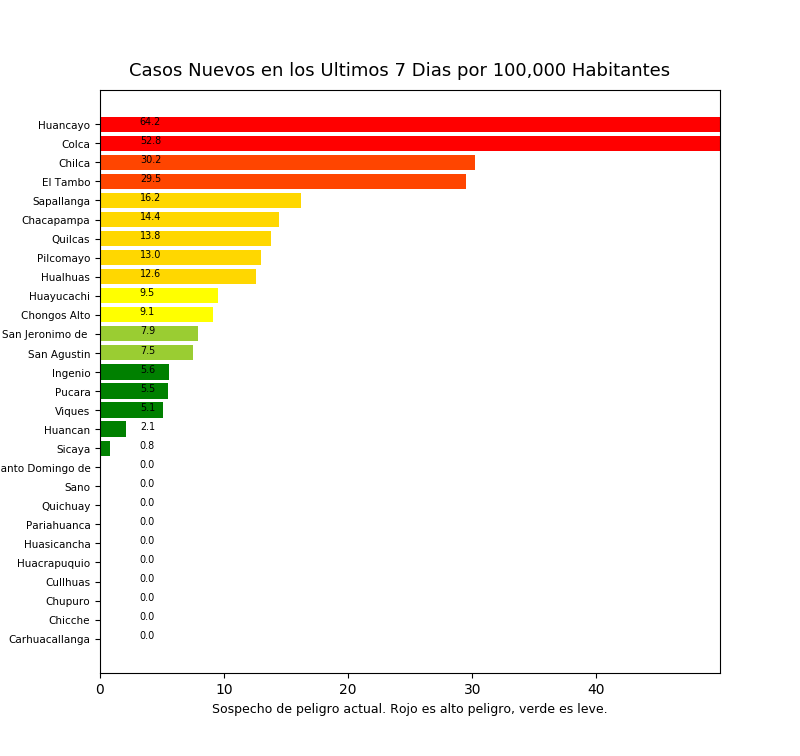 Casos Nuevos en los Ultimos 7 Dias por 100,000 Habitantes
Huancayo 64.2
Colca 52.8
Chilca 30.2
El Tambo 29.5
Sapallanga 16.2
Chacapampa 14.4
Quilcas 13.8
Pilcomayo 13.0
Hualhuas 12.6
Huayucachi 9.5
Chongos Alto 9.1
San Jeronimo de 7.9
San Agustin 7.5
Ingenio 5.6
Pucara 5.5
Viques 5.1
Huancan 2.1
Sicaya 0.8
anto Domingo de 0.0
Sano 0.0
Quichuay 0.0
Pariahuanca 0.0
Huasicancha 0.0
Huacrapuquio 0.0
Cullhuas 0.0
Chupuro 0.0
Chicche 0.0
Carhuacallanga 0.0
0 10 20 30 40
Sospecho de peligro actual. Rojo es alto peligro, verde es leve.